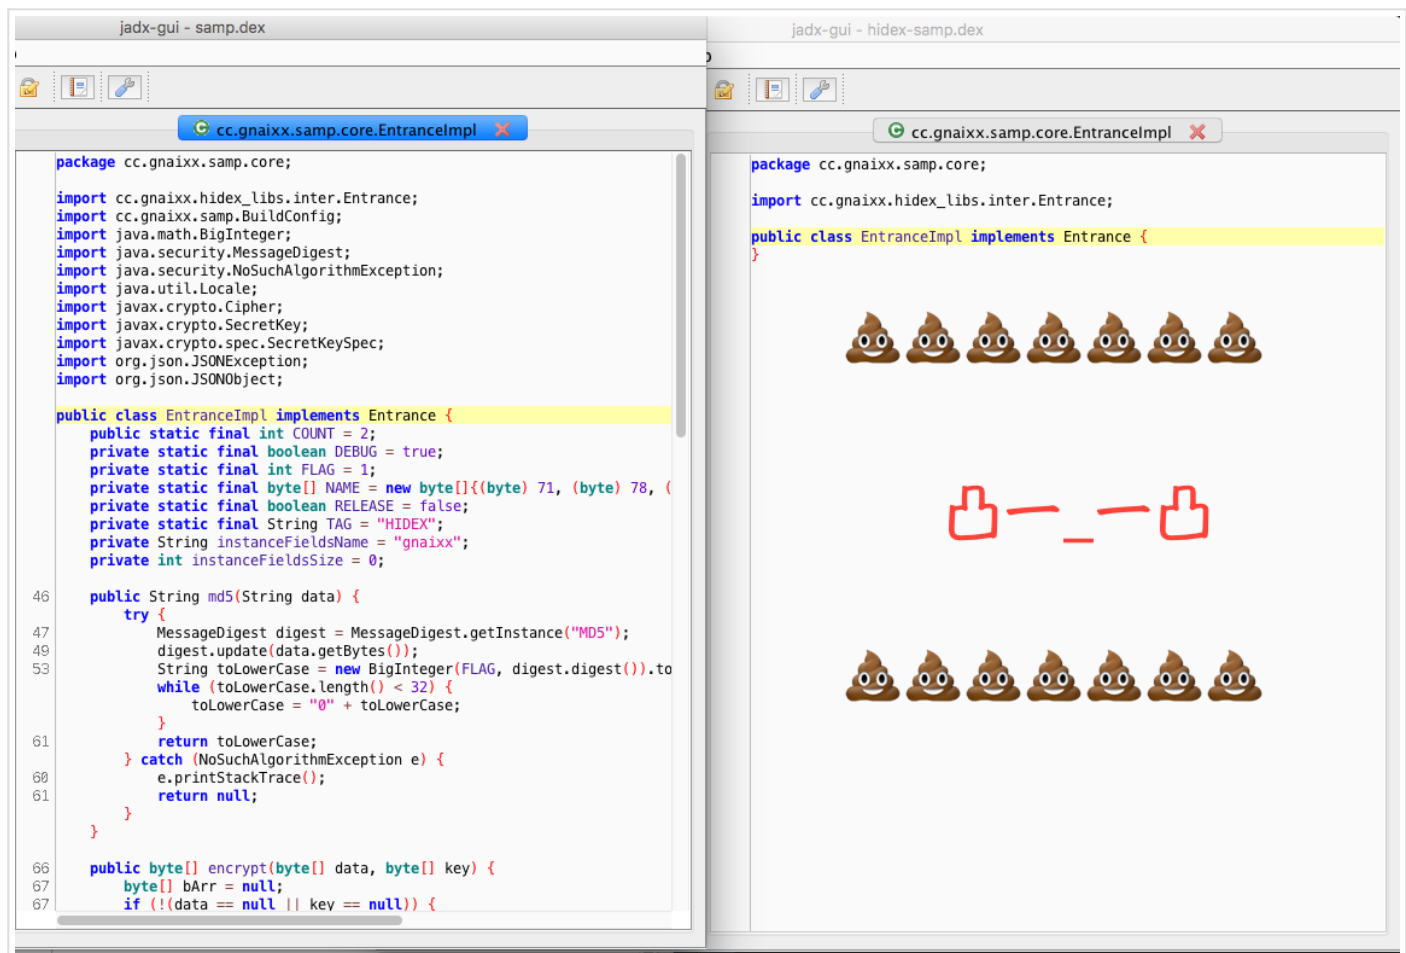 jadx-gui - samp.dex
cc.gnaixx.samp.core.EntranceImpl
package cc.gnaixx.samp.core;
import cc.gnaixx.hidex_libs.inter.Entrance;
import cc.gnaixx.samp.BuildConfig;
import java.math.BigInteger;
import java.security.MessageDigest;
import java.security.NoSuchAlgorithmException;
import java.util.Locale;
import javax.crypto.Cipher;
import javax.crypto.SecretKey;
import javax.crypto.spec.SecretKeySpec;
import org.json.JSONException;
import org.json.JSONObject;
public class EntranceImpl implements Entrance {
public static final int COUNT = 2;
private static final boolean DEBUG = true;
private static final int FLAG = 1;
private static final byte[] NAME = new byte[]{(byte) 71, (byte) 78, (
private static final boolean RELEASE = false;
private static final String TAG = "HIDEX";
private String instanceFieldsName = "gnaixx";
private int instanceFieldsSize = 0;
46 public String md5(String data) {
try {
47 MessageDigest digest = MessageDigest.getInstance("MD5");
49 digest.update(data.getBytes());
53 String toLowerCase = new BigInteger(FLAG, digest.digest()).to
while (toLowerCase.length() < 32) {
toLowerCase = "0" + toLowerCase;
}
61 return toLowerCase;
} catch (NoSuchAlgorithmException e) {
60 e.printStackTrace();
61 return null;
}
}
66 public byte[] encrypt(byte[] data, byte[] key) {
67 byte[] bArr = null;
67 if (!(data == null || key == null)) {
jadx-gui - hidex-samp.dex
cc.gnaixx.samp.core.EntranceImpl
package cc.gnaixx.samp.core;
import cc.gnaixx.hidex_libs.inter.Entrance;
public class EntranceImpl implements Entrance {
}
凸一_一凸